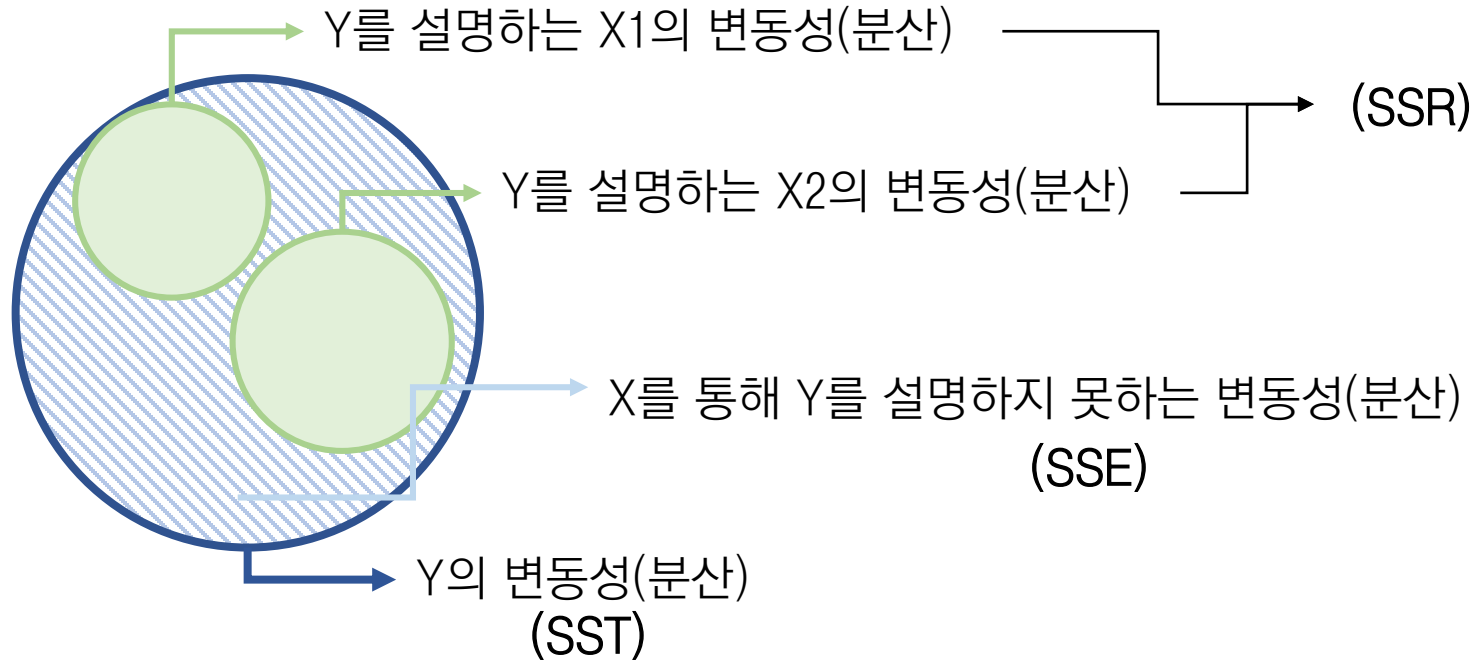 Y를 설명하는 X1의 변동성(분산)
(SSR)
Y를 설명하는 X2의 변동성(분산)
X를 통해 Y를 설명하지 못하는 변동성(분산)
(SSE)
Y의 변동성(분산)
(SST)